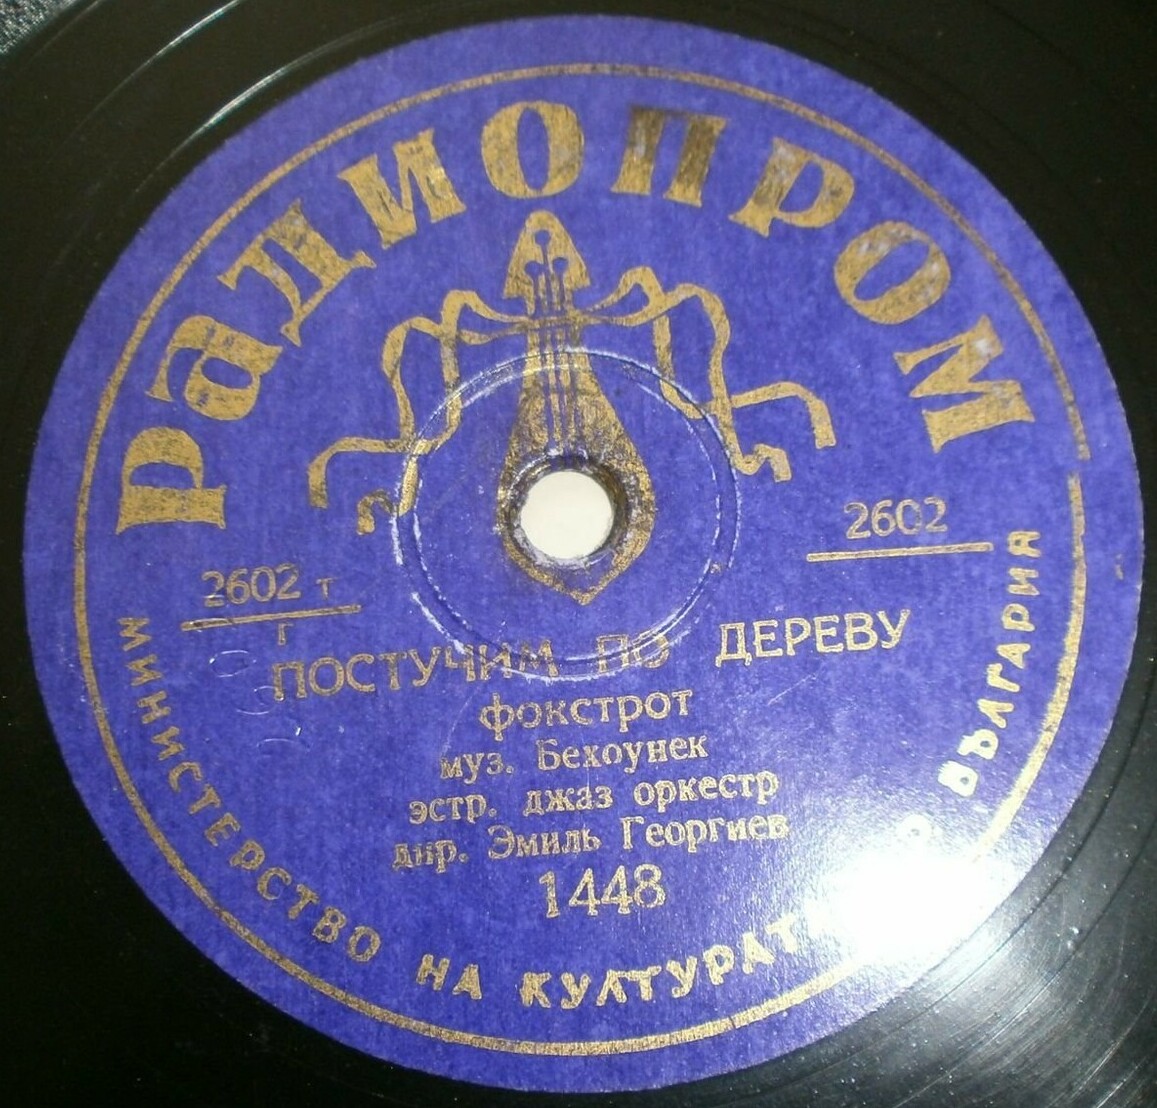 РАДИОПРОМ
2602
2602 т
г
ПОСТУЧИМ ПО ДЕРЕВУ
фокстрот
муз. Бехоунек
эстр. джаз оркестр
дир. Эмиль Георгиев
1448
МИНИСТЕРСТВО НА КУЛТУРАТА БЪЛГАРИЯ